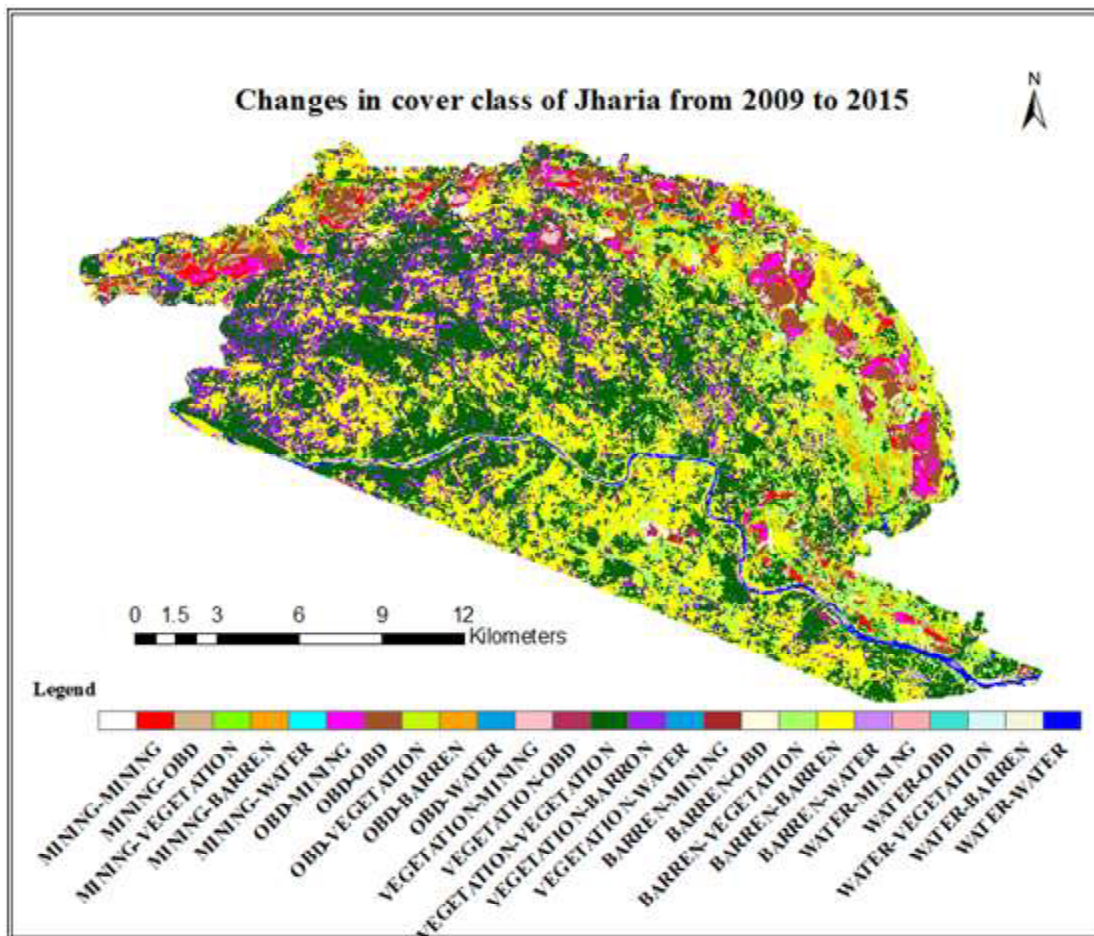 Changes in cover class of Jharia from 2009 to 2015
N
0 1.5 3 6 9 12
Kilometers
Legend
MINING-MINING
MINING-OBD
MINING-VEGETATION
MINING-BARREN
MINING-WATER
OBD-MINING
OBD-OBD
OBD-VEGETATION
OBD-BARREN
OBD-WATER
VEGETATION-MINING
VEGETATION-OBD
VEGETATION-VEGETATION
VEGETATION-BARRON
VEGETATION-WATER
BARREN-MINING
BARREN-OBD
BARREN-VEGETATION
BARREN-BARREN
BARREN-WATER
WATER-MINING
WATER-OBD
WATER-VEGETATION
WATER-BARREN
WATER-WATER